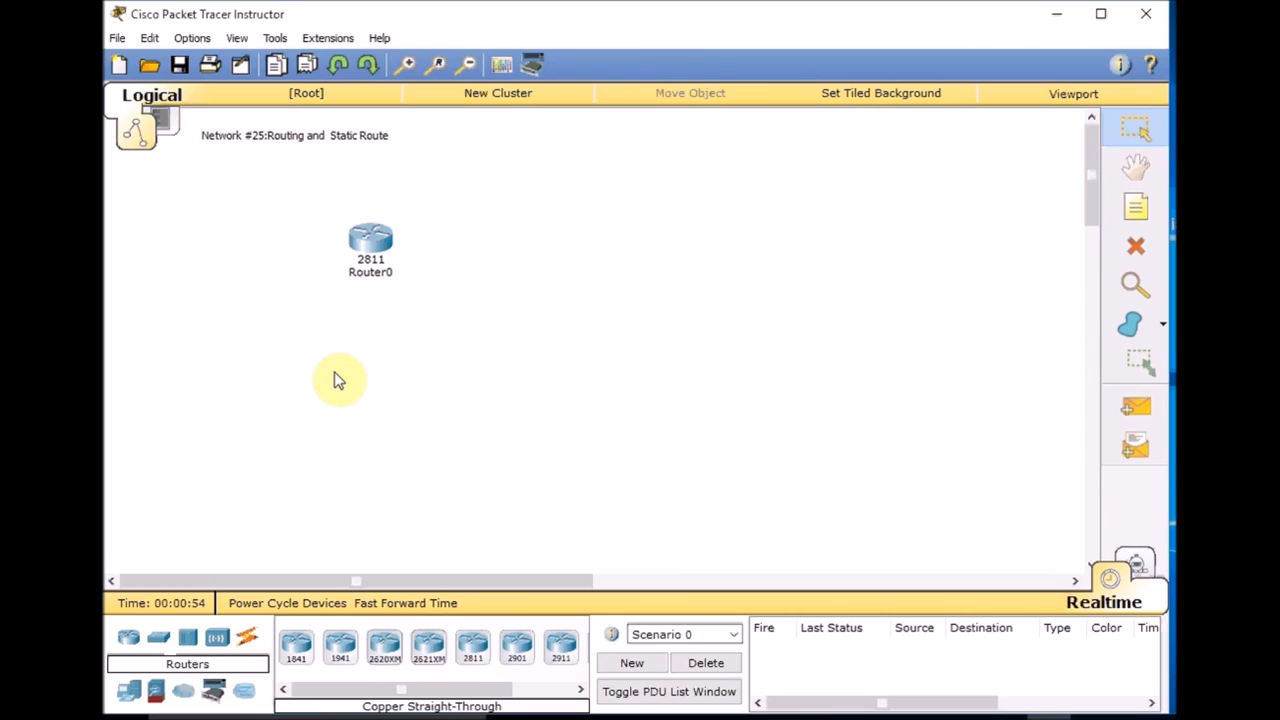 Cisco Packet Tracer Instructor
File Edit Options View Tools Extensions Help
Logical [Root] New Cluster Move Object Set Tiled Background Viewport
Network #25:Routing and Static Route
2811
Router0
Time: 00:00:54 Power Cycle Devices Fast Forward Time Realtime
Routers
1841 1941 2620XM 2621XM 2811 2901 2911
Copper Straight-Through
Scenario 0
New Delete
Toggle PDU List Window
Fire Last Status Source Destination Type Color Tim